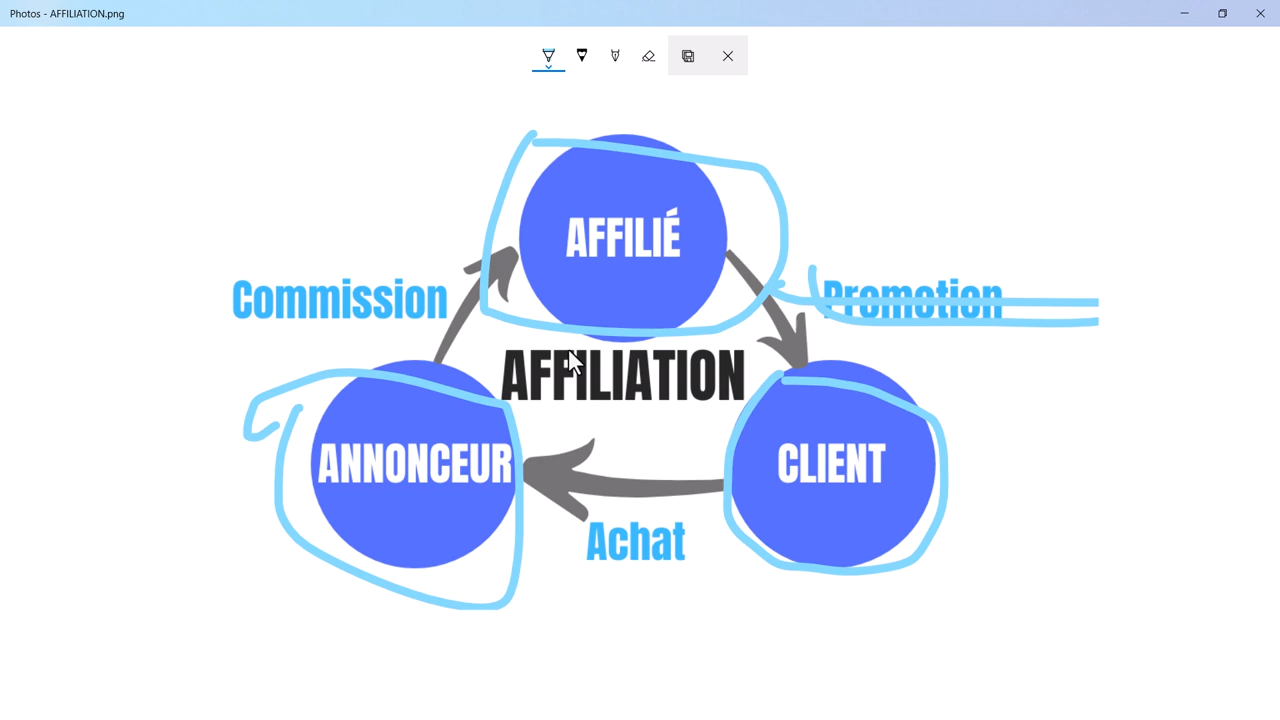 Photos - AFFILIATION.png
AFFILIÉ
Commission
Promotion
AFFILIATION
ANNONCEUR
CLIENT
Achat